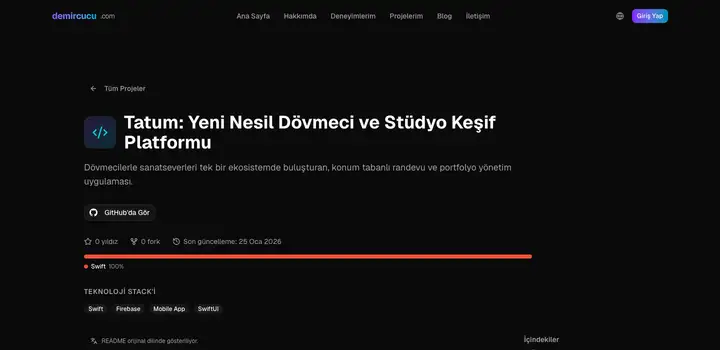 demircucu .com
Ana Sayfa Hakkımda Deneyimlerim Projelerim Blog İletişim
Giriş Yap
Tüm Projeler
Tatum: Yeni Nesil Dövmeci ve Stüdyo Keşif
Platformu
Dövmecilerle sanatseverleri tek bir ekosistemde buluşturan, konum tabanlı randevu ve portfolyo yönetim
uygulaması.
GitHub'da Gör
0 yıldız 0 fork Son güncelleme: 25 Oca 2026
Swift 100%
TEKNOLOJİ STACK'İ
Swift Firebase Mobile App SwiftUI
README orijinal dilinde gösteriliyor.
İçindekiler